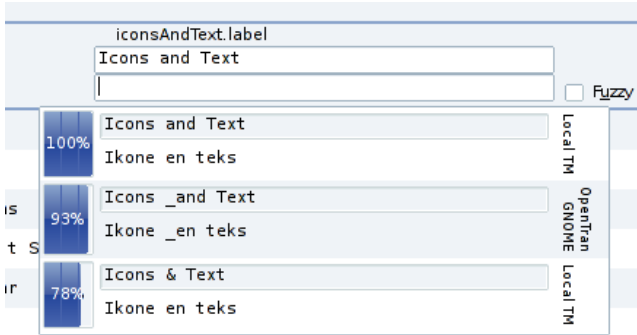 iconsAndText.label
Icons and Text
Fuzzy
100%
Icons and Text
Ikone en teks
Local TM
93%
Icons _and Text
Ikone _en teks
OpenTran
GNOME
78%
Icons & Text
Ikone en teks
Local TM
t S